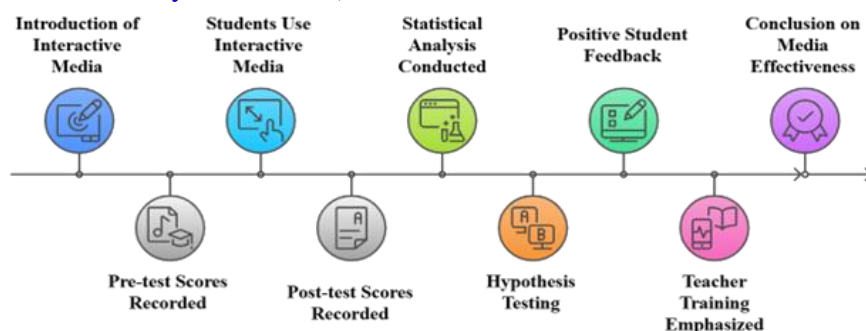 Introduction of
Interactive
Media
Students Use
Interactive
Media
Statistical
Analysis
Conducted
Positive Student
Feedback
Conclusion on
Media
Effectiveness
A
A
B
Pre-test Scores
Recorded
Post-test Scores
Recorded
Hypothesis
Testing
Teacher
Training
Emphasized